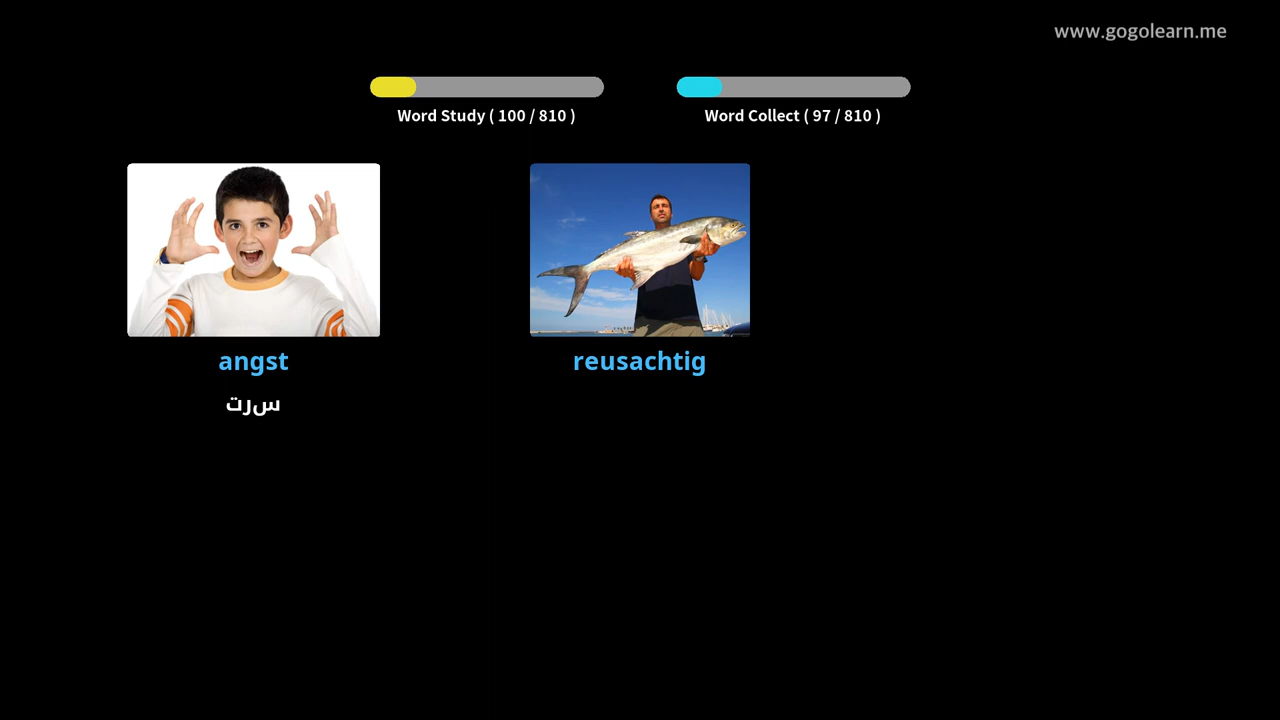 www.gogolearn.me
Word Study ( 100 / 810 )
Word Collect ( 97 / 810 )
angst
reusachtig
سرت